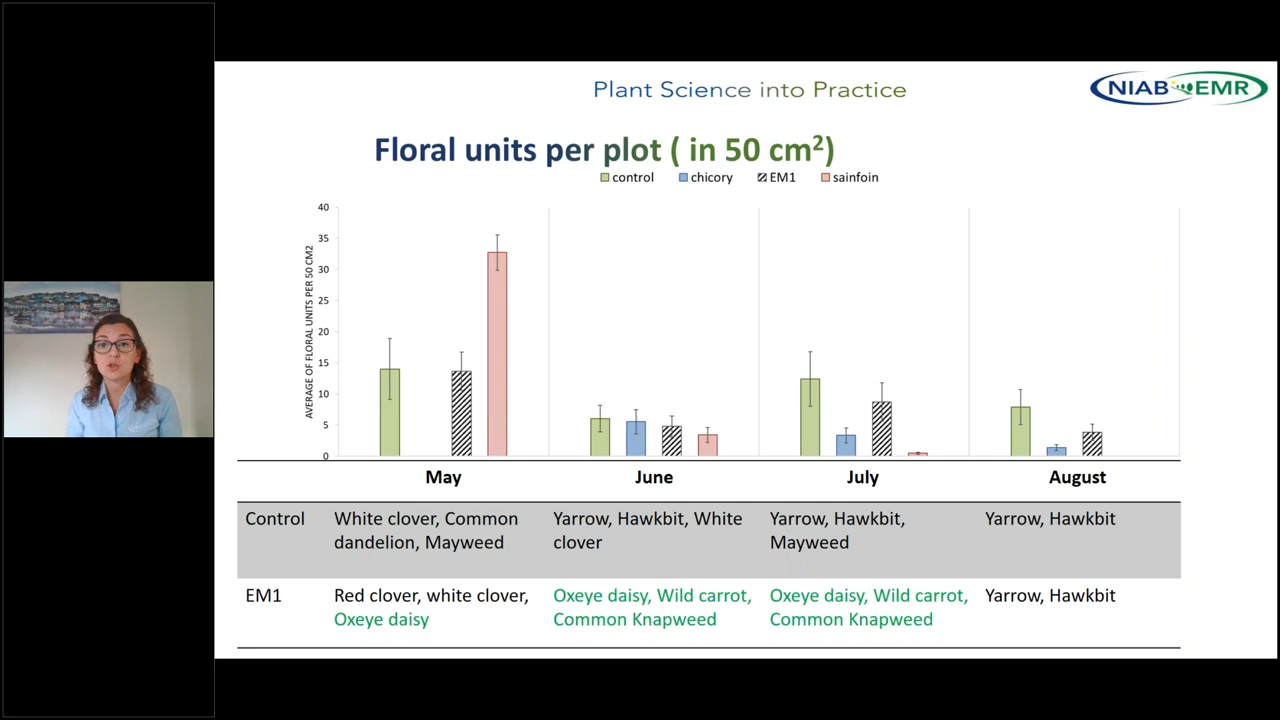 Plant Science into Practice
NIAB EMR
Floral units per plot ( in 50 cm²)
control chicory EM1 sainfoin
AVERAGE OF FLORAL UNITS PER 50 CM2
40
35
30
25
20
15
10
5
0
May June July August
Control White clover, Common dandelion, Mayweed Yarrow, Hawkbit, White clover Yarrow, Hawkbit, Mayweed Yarrow, Hawkbit
EM1 Red clover, white clover, Oxeye daisy Oxeye daisy, Wild carrot, Common Knapweed Oxeye daisy, Wild carrot, Common Knapweed Yarrow, Hawkbit